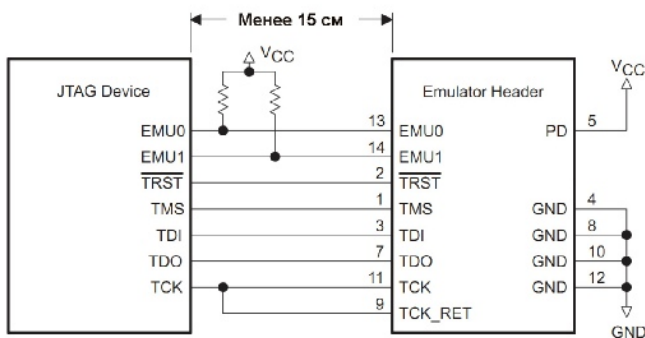 Менее 15 см
VCC
VCC
JTAG Device
Emulator Header
EMU0 13 EMU0 PD 5
EMU1 14 EMU1
TRST 2 TRST
TMS 1 TMS GND 4
TDI 3 TDI GND 8
TDO 7 TDO GND 10
TCK 11 TCK GND 12
9 TCK_RET
GND